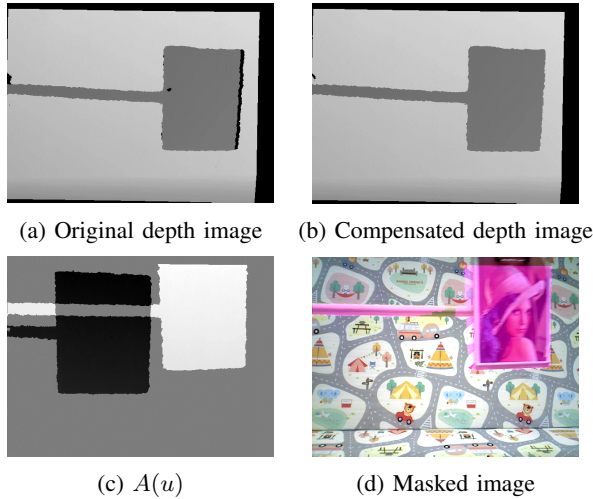 (a) Original depth image
(b) Compensated depth image
(c) A(u)
(d) Masked image